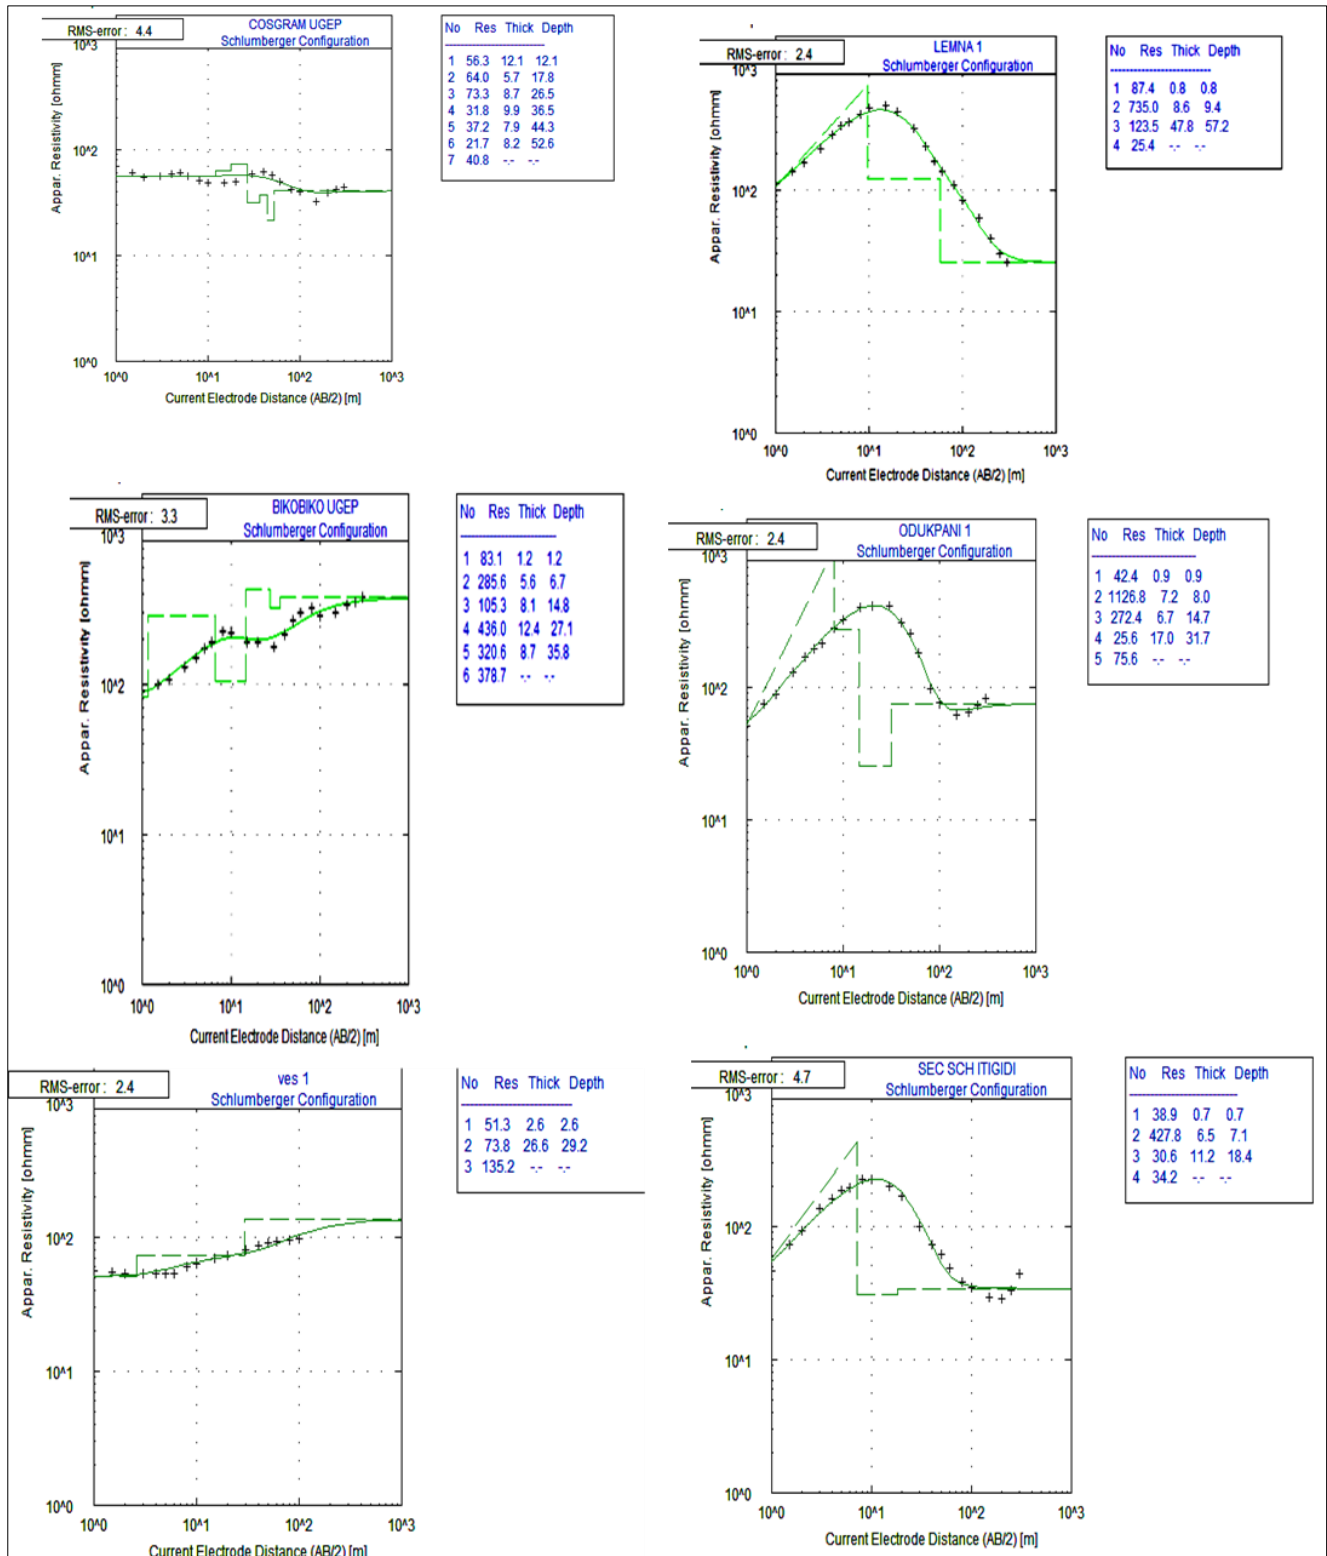 RMS-error : 4.4
COSGRAM UGEP
Schlumberger Configuration
Appar. Resistivity [ohmm]
10^3
10^2
10^1
10^0
10^0 10^1 10^2 10^3
Current Electrode Distance (AB/2) [m]
No Res Thick Depth
1 56.3 12.1 12.1
2 64.0 5.7 17.8
3 73.3 8.7 26.5
4 31.8 9.9 36.5
5 37.2 7.9 44.3
6 21.7 8.2 52.6
7 40.8 -.- -.-
RMS-error : 2.4
LEMNA 1
Schlumberger Configuration
Appar. Resistivity [ohmm]
10^3
10^2
10^1
10^0
10^0 10^1 10^2 10^3
Current Electrode Distance (AB/2) [m]
No Res Thick Depth
1 87.4 0.8 0.8
2 735.0 8.6 9.4
3 123.5 47.8 57.2
4 25.4 -.- -.-
RMS-error : 3.3
BIKOBIKO UGEP
Schlumberger Configuration
Appar. Resistivity [ohmm]
10^3
10^2
10^1
10^0
10^0 10^1 10^2 10^3
Current Electrode Distance (AB/2) [m]
No Res Thick Depth
1 83.1 1.2 1.2
2 285.6 5.6 6.7
3 105.3 8.1 14.8
4 436.0 12.4 27.1
5 320.6 8.7 35.8
6 378.7 -.- -.-
RMS-error : 2.4
ODUKPANI 1
Schlumberger Configuration
Appar. Resistivity [ohmm]
10^3
10^2
10^1
10^0
10^0 10^1 10^2 10^3
Current Electrode Distance (AB/2) [m]
No Res Thick Depth
1 42.4 0.9 0.9
2 1126.8 7.2 8.0
3 272.4 6.7 14.7
4 25.6 17.0 31.7
5 75.6 -.- -.-
RMS-error : 2.4
ves 1
Schlumberger Configuration
Appar. Resistivity [ohmm]
10^3
10^2
10^1
10^0
10^0 10^1 10^2 10^3
Current Electrode Distance (AB/2) [m]
No Res Thick Depth
1 51.3 2.6 2.6
2 73.8 26.6 29.2
3 135.2 -.- -.-
RMS-error : 4.7
SEC SCH ITIGIDI
Schlumberger Configuration
Appar. Resistivity [ohmm]
10^3
10^2
10^1
10^0
10^0 10^1 10^2 10^3
Current Electrode Distance (AB/2) [m]
No Res Thick Depth
1 38.9 0.7 0.7
2 427.8 6.5 7.1
3 30.6 11.2 18.4
4 34.2 -.- -.-